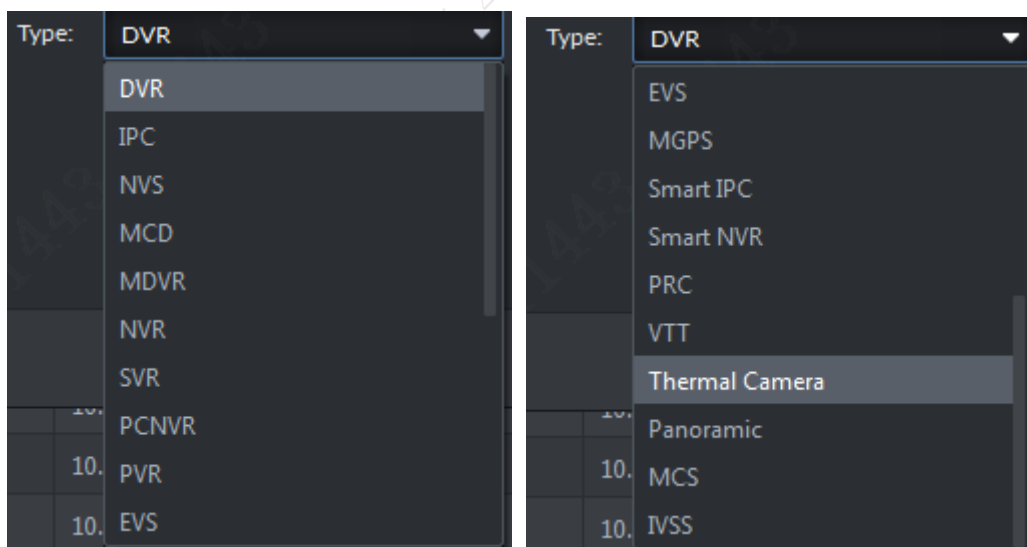 Type: DVR
DVR
IPC
NVS
MCD
MDVR
NVR
SVR
PCNVR
10. PVR
10. EVS
Type: DVR
EVS
MGPS
Smart IPC
Smart NVR
PRC
VTT
Thermal Camera
Panoramic
10. MCS
10. IVSS